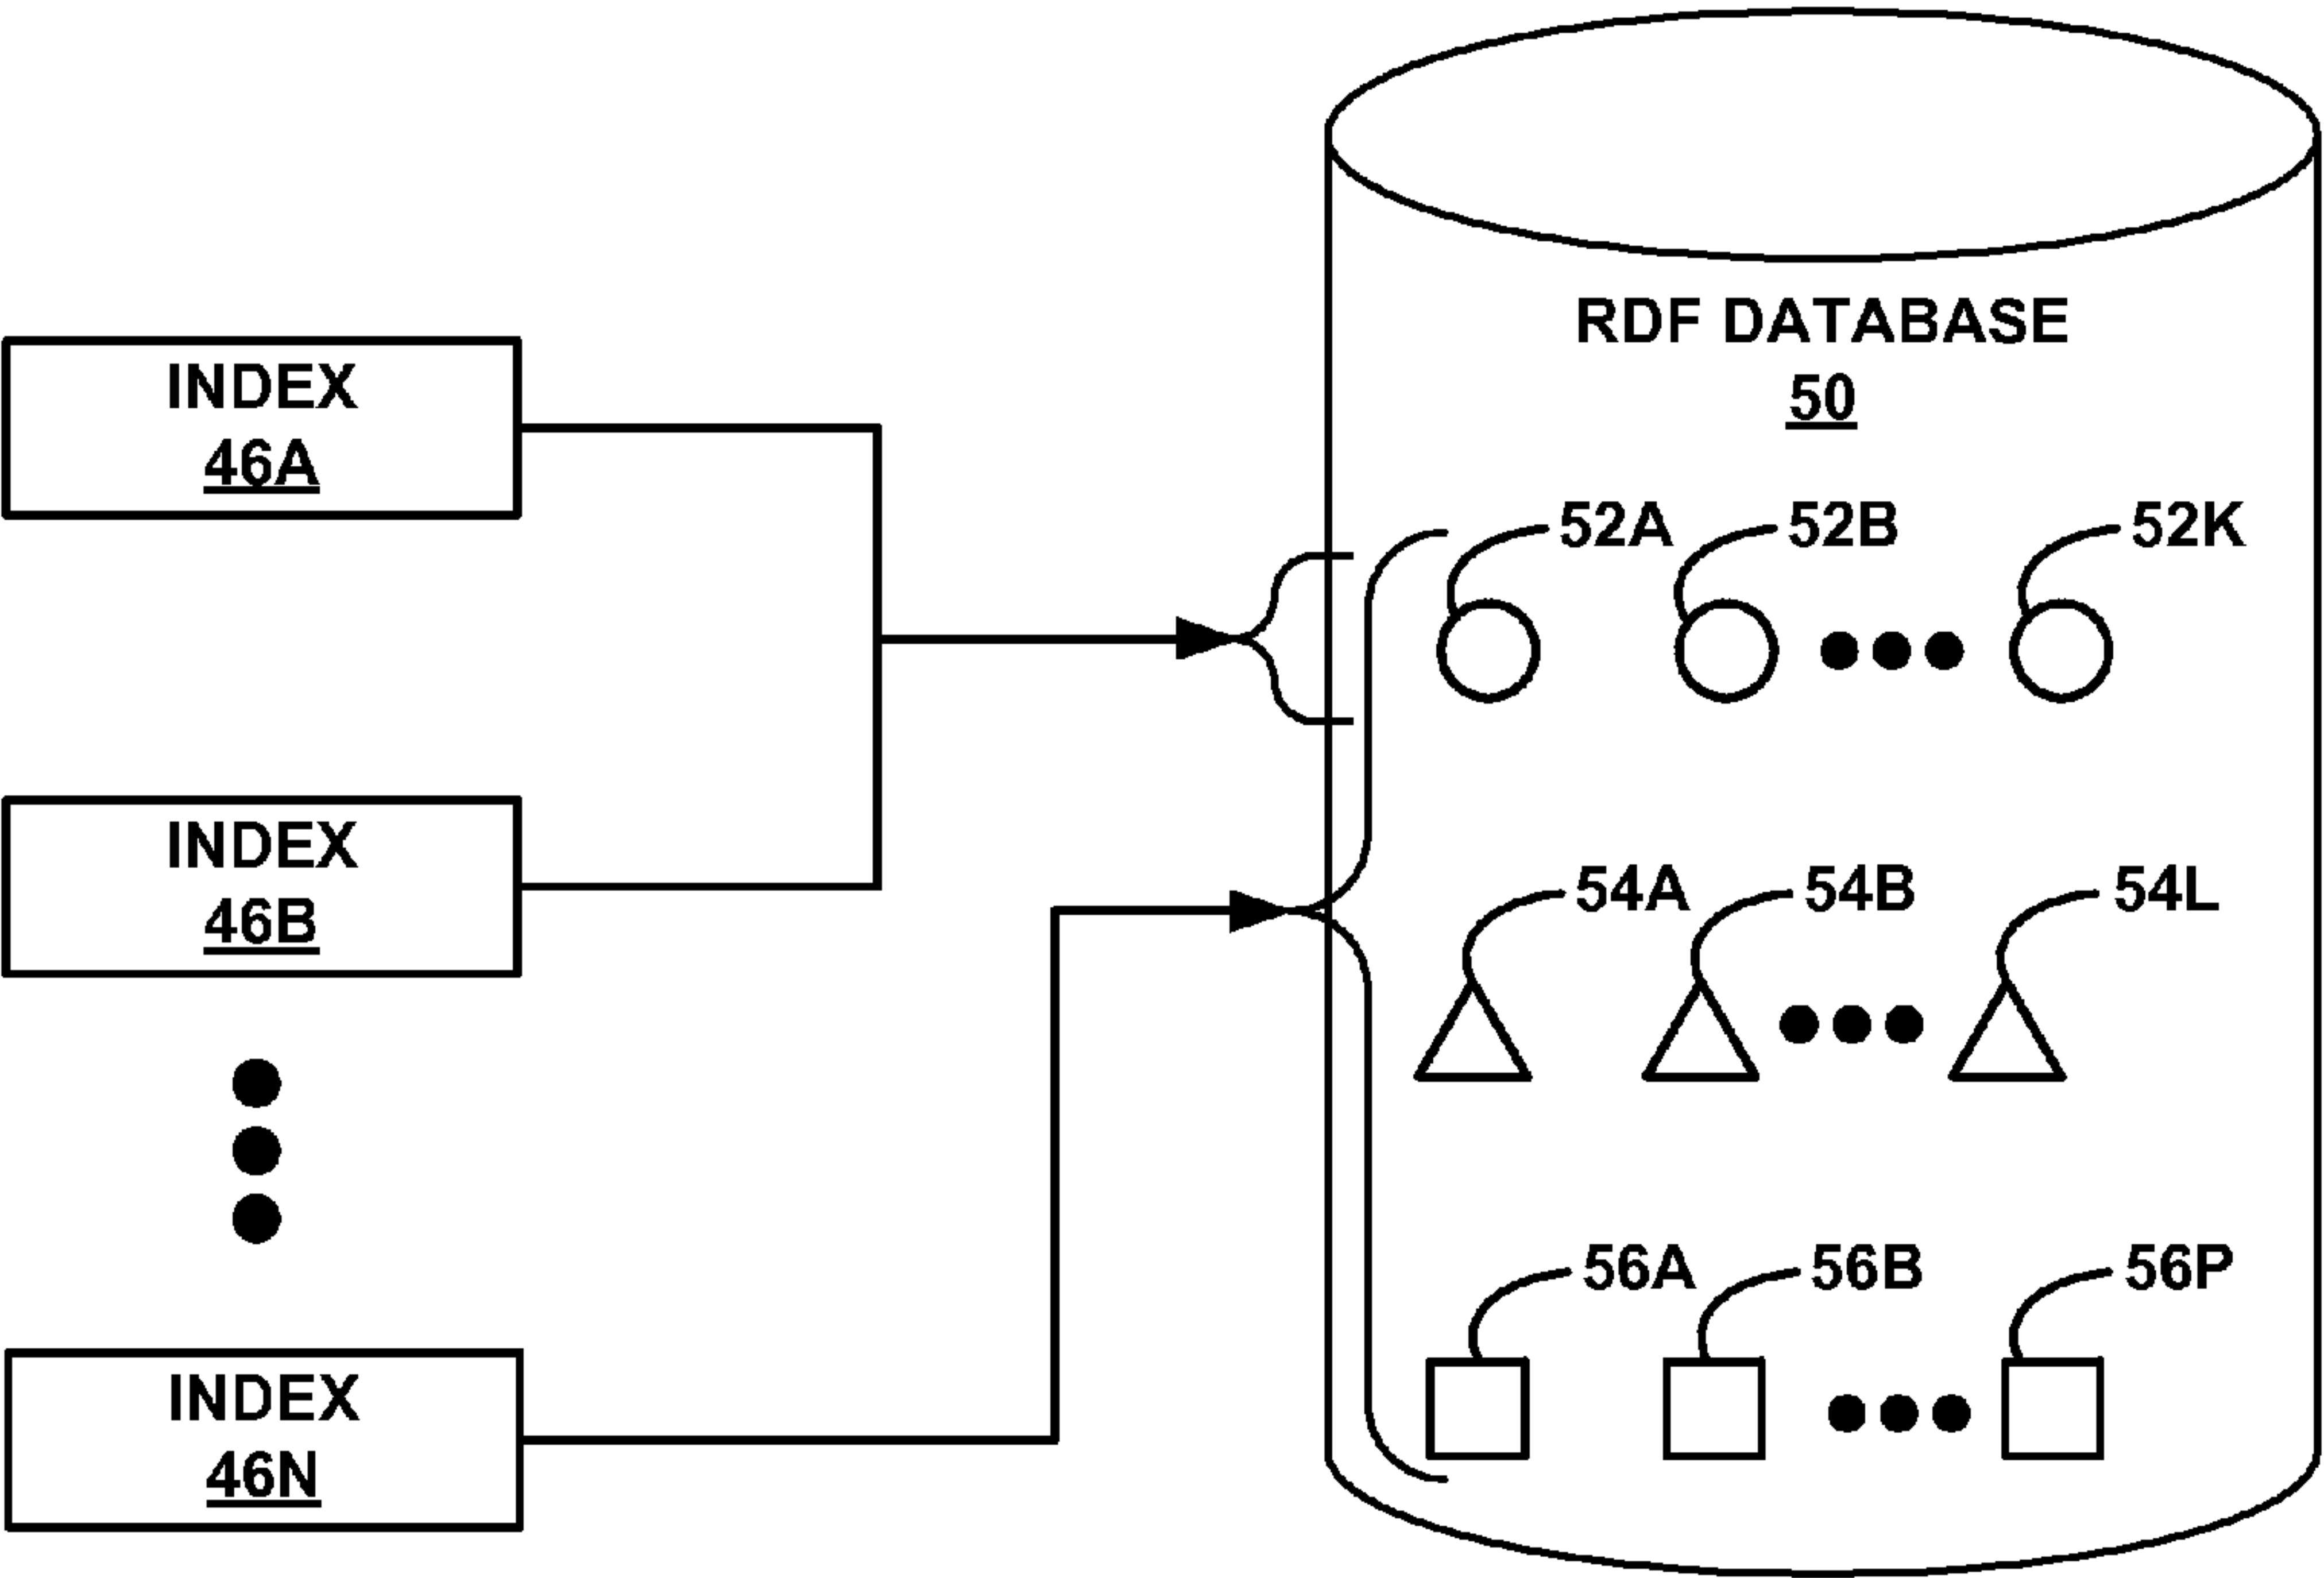 RDF DATABASE
50
INDEX
46A
52A 52B 52K
INDEX
46B
54A 54B 54L
56A 56B 56P
INDEX
46N